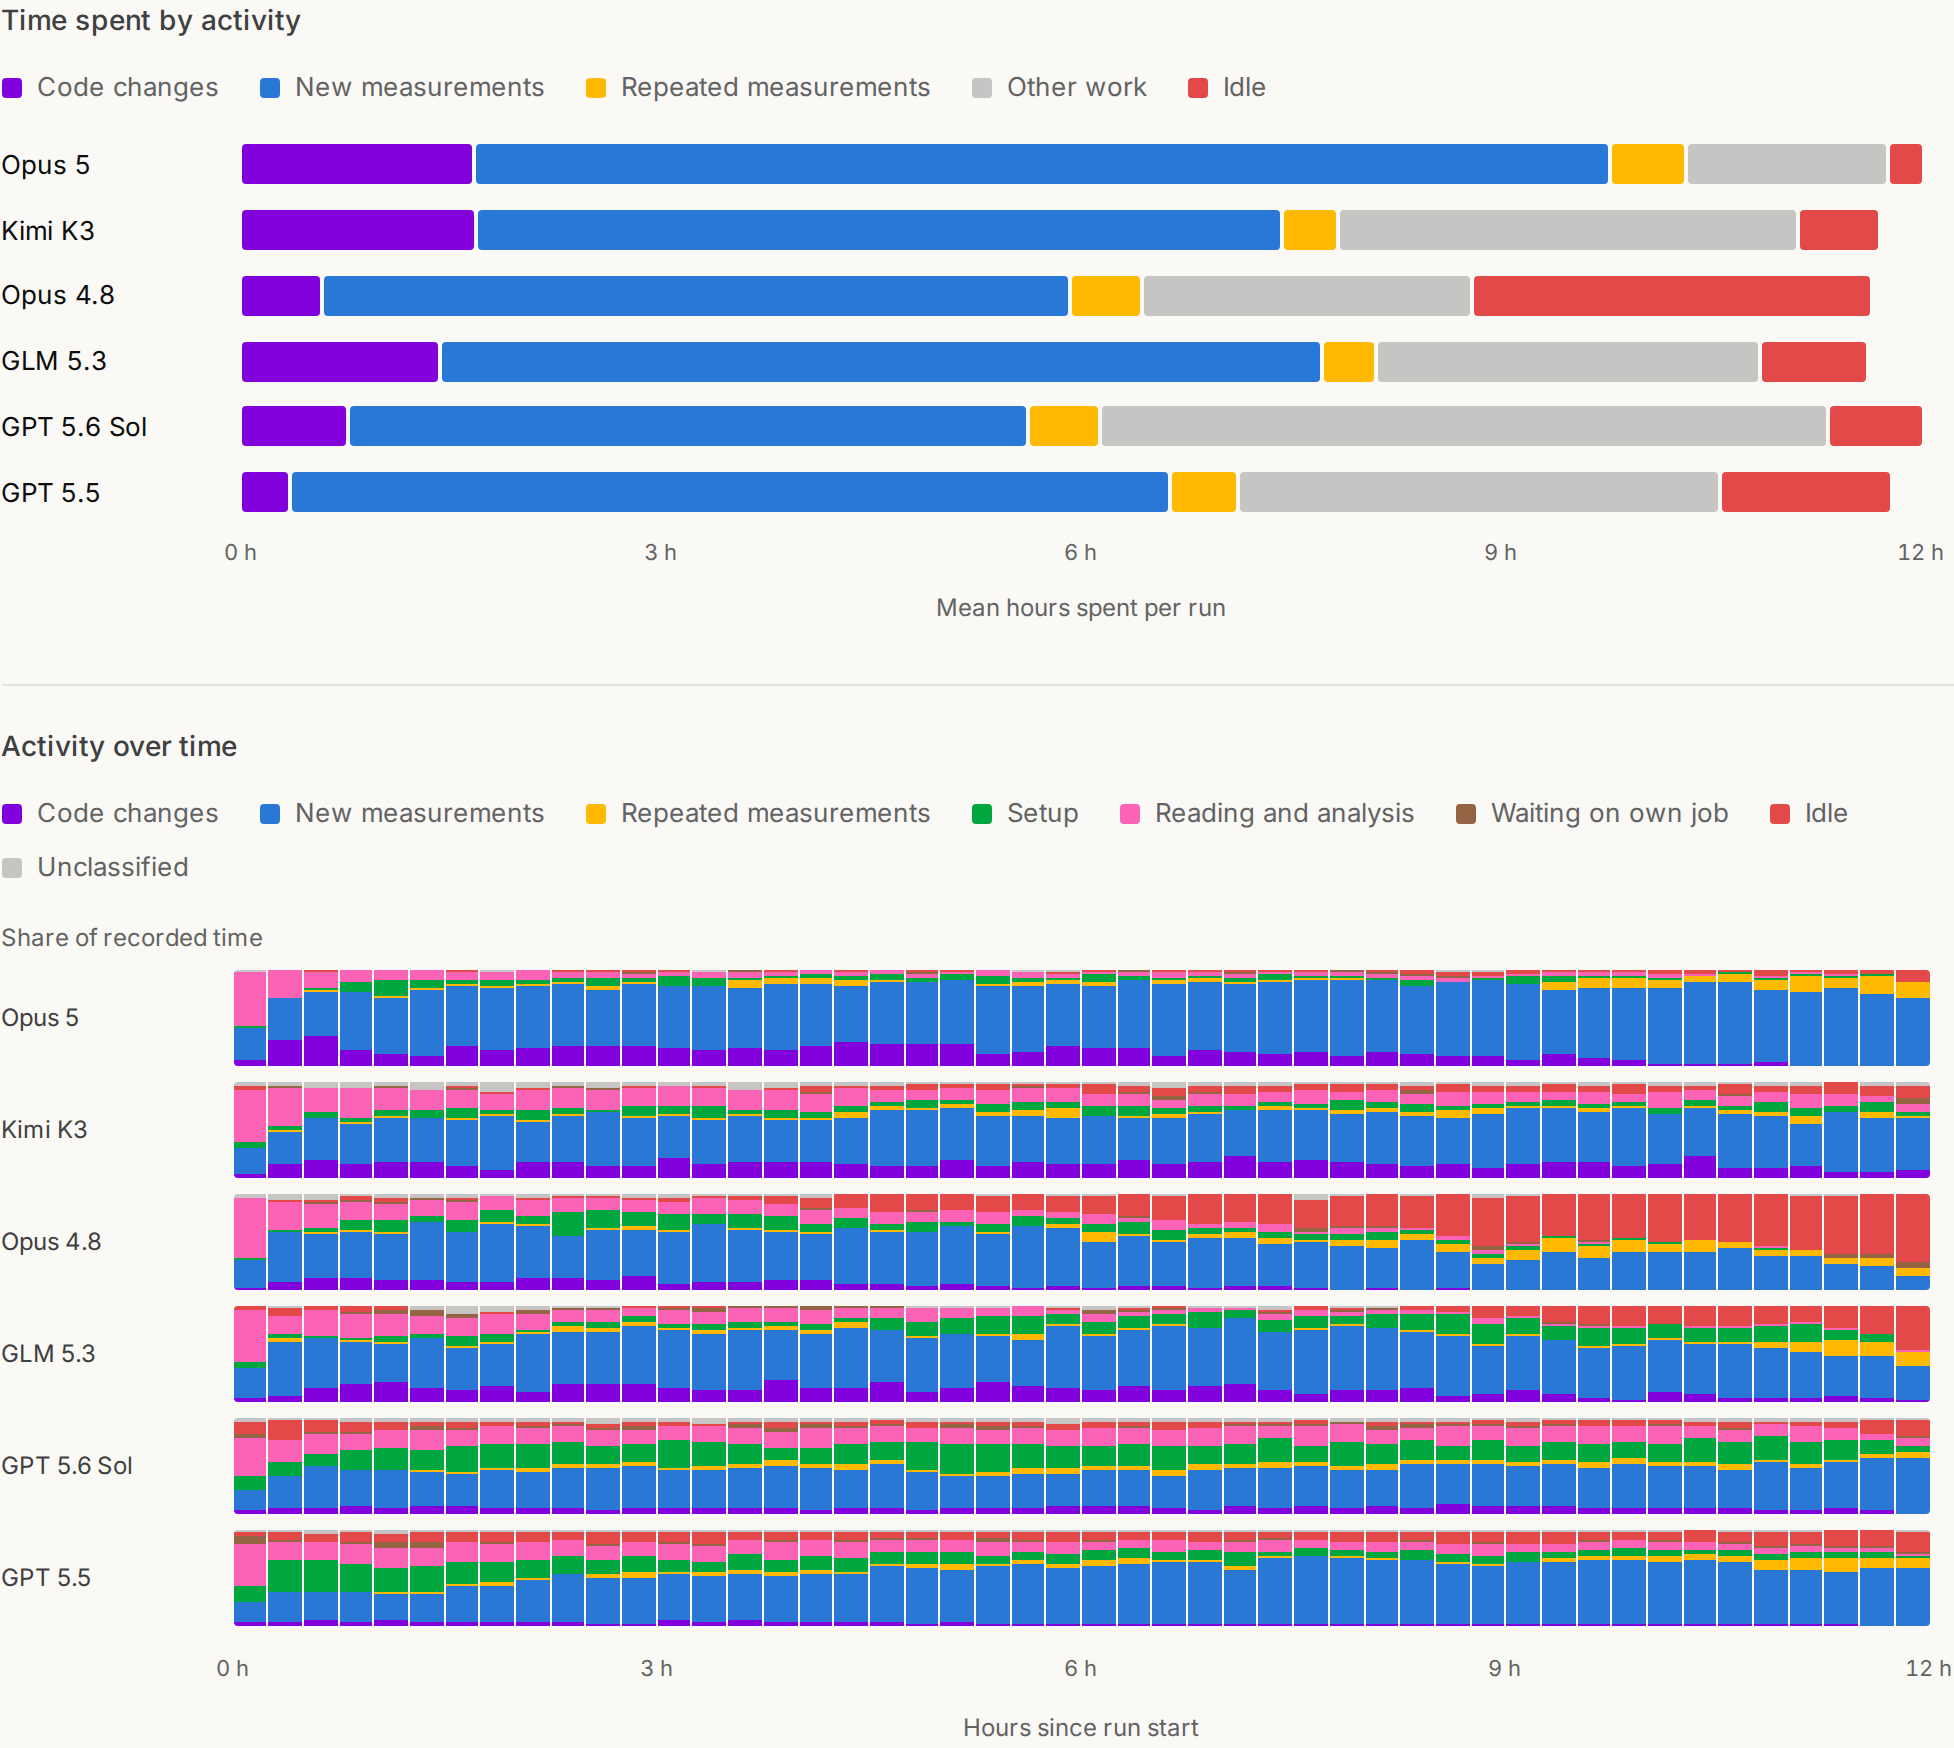 Time spent by activity
Code changes New measurements Repeated measurements Other work Idle
Opus 5
Kimi K3
Opus 4.8
GLM 5.3
GPT 5.6 Sol
GPT 5.5
0 h 3 h 6 h 9 h 12 h
Mean hours spent per run
Activity over time
Code changes New measurements Repeated measurements Setup Reading and analysis Waiting on own job Idle
Unclassified
Share of recorded time
Opus 5
Kimi K3
Opus 4.8
GLM 5.3
GPT 5.6 Sol
GPT 5.5
0 h 3 h 6 h 9 h 12 h
Hours since run start